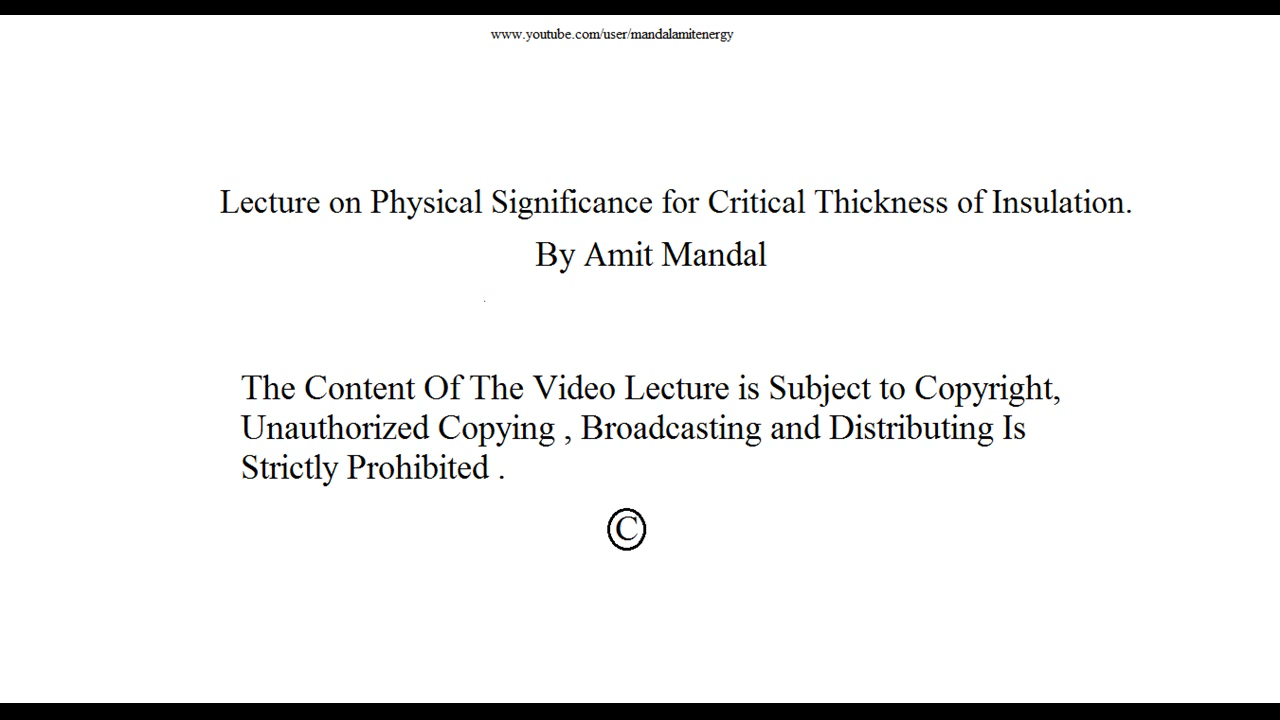 www.youtube.com/user/mandalamitenergy
Lecture on Physical Significance for Critical Thickness of Insulation.
By Amit Mandal
The Content Of The Video Lecture is Subject to Copyright,
Unauthorized Copying , Broadcasting and Distributing Is
Strictly Prohibited .
©